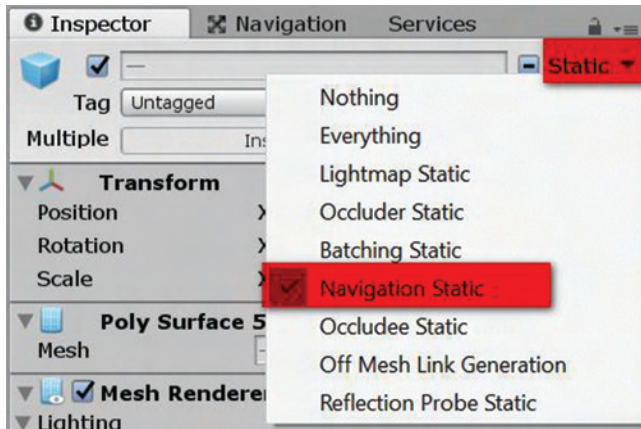 Inspector Navigation Services
— Static
Tag Untagged
Nothing
Multiple
Everything
Transform
Lightmap Static
Position
Occluder Static
Rotation
Batching Static
Scale
Navigation Static
Poly Surface 5
Occludee Static
Mesh
Off Mesh Link Generation
Mesh Rendere
Reflection Probe Static
Lighting